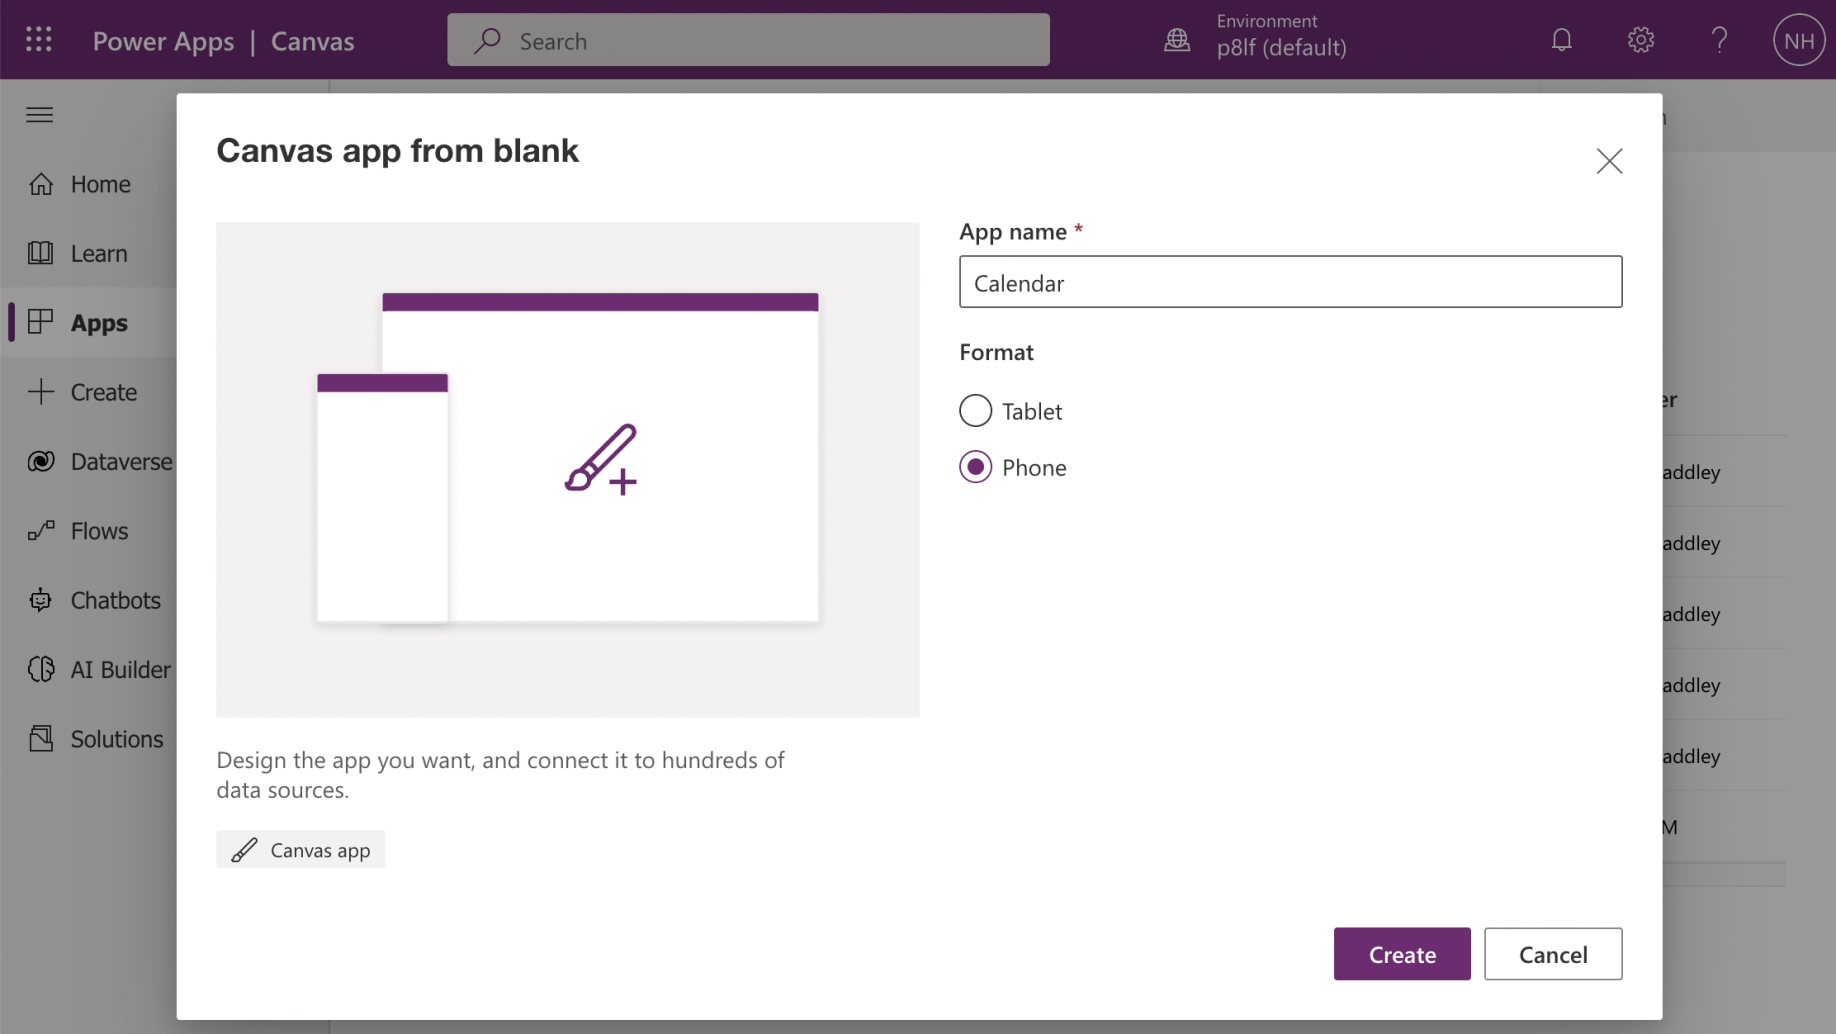 Power Apps | Canvas
Search
Environment
p8lf (default)
?
NH
Home
Learn
Apps
Create
Dataverse
Flows
Chatbots
AI Builder
Solutions
Canvas app from blank
App name *
Calendar
Format
Tablet
Phone
Design the app you want, and connect it to hundreds of
data sources.
Canvas app
Create
Cancel
er
addley
addley
addley
addley
addley
M